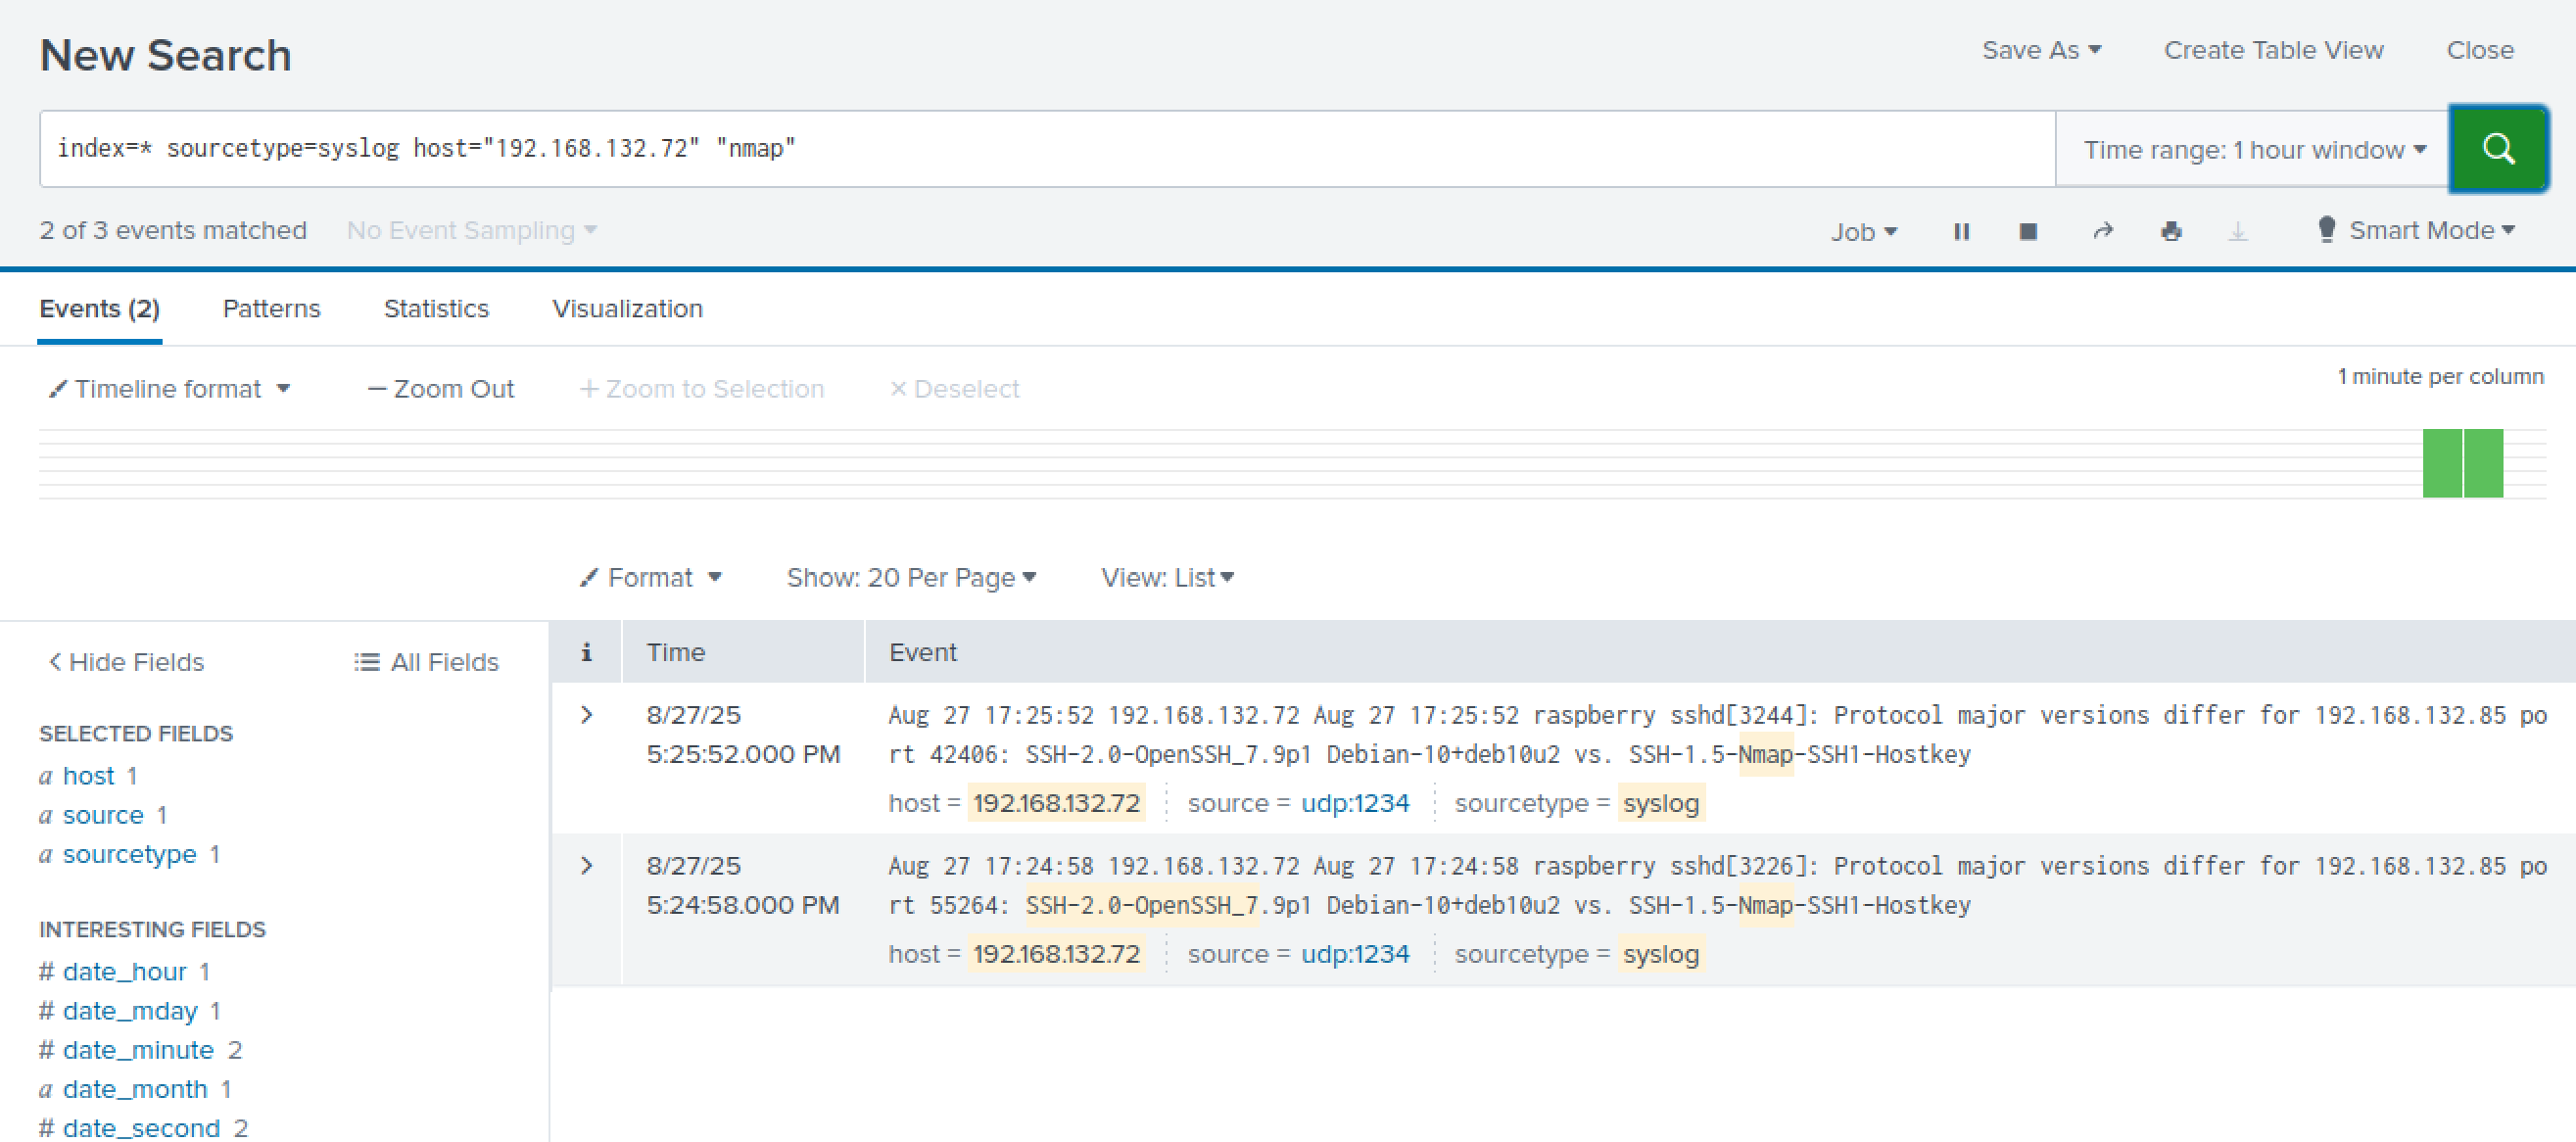 New Search
Save As
Create Table View
Close
index=* sourcetype=syslog host="192.168.132.72" "nmap"
Time range: 1 hour window
2 of 3 events matched
No Event Sampling
Job
Smart Mode
Events (2)
Patterns
Statistics
Visualization
Timeline format
— Zoom Out
+ Zoom to Selection
× Deselect
1 minute per column
Format
Show: 20 Per Page
View: List
< Hide Fields
All Fields
SELECTED FIELDS
a host 1
a source 1
a sourcetype 1
INTERESTING FIELDS
# date_hour 1
# date_mday 1
# date_minute 2
a date_month 1
# date_second 2
i
Time
Event
>
8/27/25
5:25:52.000 PM
Aug 27 17:25:52 192.168.132.72 Aug 27 17:25:52 raspberry sshd[3244]: Protocol major versions differ for 192.168.132.85 po
rt 42406: SSH-2.0-OpenSSH_7.9p1 Debian-10+deb10u2 vs. SSH-1.5-Nmap-SSH1-Hostkey
host = 192.168.132.72
source = udp:1234
sourcetype = syslog
>
8/27/25
5:24:58.000 PM
Aug 27 17:24:58 192.168.132.72 Aug 27 17:24:58 raspberry sshd[3226]: Protocol major versions differ for 192.168.132.85 po
rt 55264: SSH-2.0-OpenSSH_7.9p1 Debian-10+deb10u2 vs. SSH-1.5-Nmap-SSH1-Hostkey
host = 192.168.132.72
source = udp:1234
sourcetype = syslog